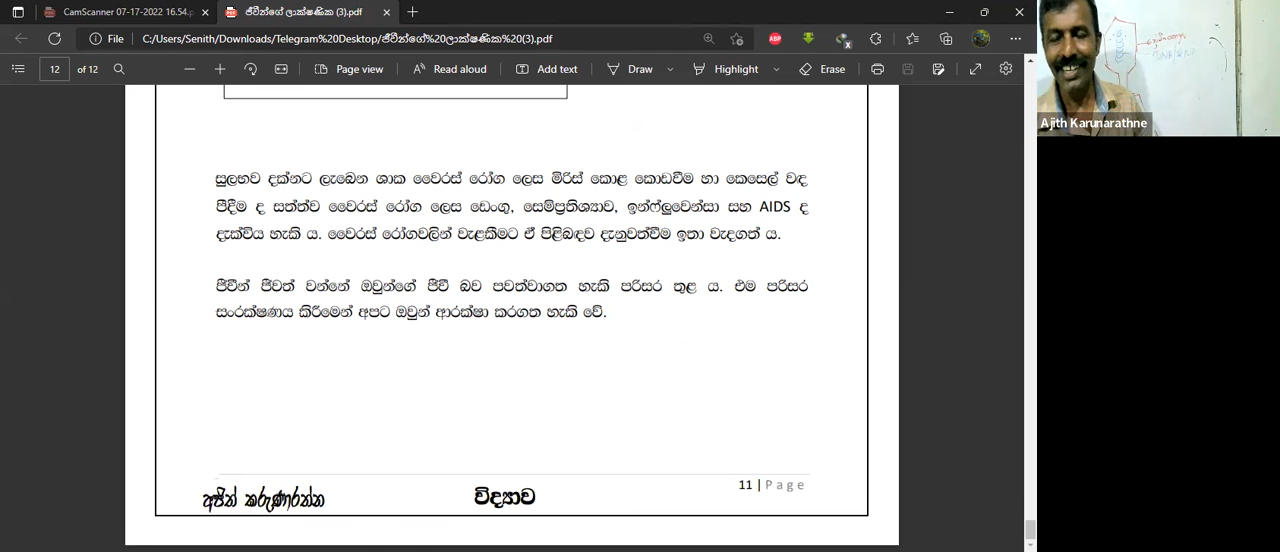 CamScanner 07-17-2022 16.54.p
ජීවීන්ගේ ලාක්ෂණික (3).pdf
File
C:/Users/Senith/Downloads/Telegram%20Desktop/ජීවීන්ගේ%20ලාක්ෂණික%20(3).pdf
12 of 12
Page view
Read aloud
Add text
Draw
Highlight
Erase
ABP
Ajith Karunarathne
සුලභව දක්නට ලැබෙන ශාක වෛරස් රෝග ලෙස මිරිස් කොළ කොඩවීම හා කෙසෙල් වඳ
පීදීම ද සත්ත්ව වෛරස් රෝග ලෙස ඩෙංගු, සෙම්ප්‍රතිශ්‍යාව, ඉන්ෆ්ලුවෙන්සා සහ AIDS ද
දැක්විය හැකි ය. වෛරස් රෝගවලින් වැළකීමට ඒ පිළිබඳව දැනුවත්වීම ඉතා වැදගත් ය.
ජීවීන් ජීවත් වන්නේ ඔවුන්ගේ ජීවී බව පවත්වාගත හැකි පරිසර තුළ ය. එම පරිසර
සංරක්ෂණය කිරීමෙන් අපට ඔවුන් ආරක්ෂා කරගත හැකි වේ.
11 | Page
අජිත් කරුණාරත්න
විද්‍යාව